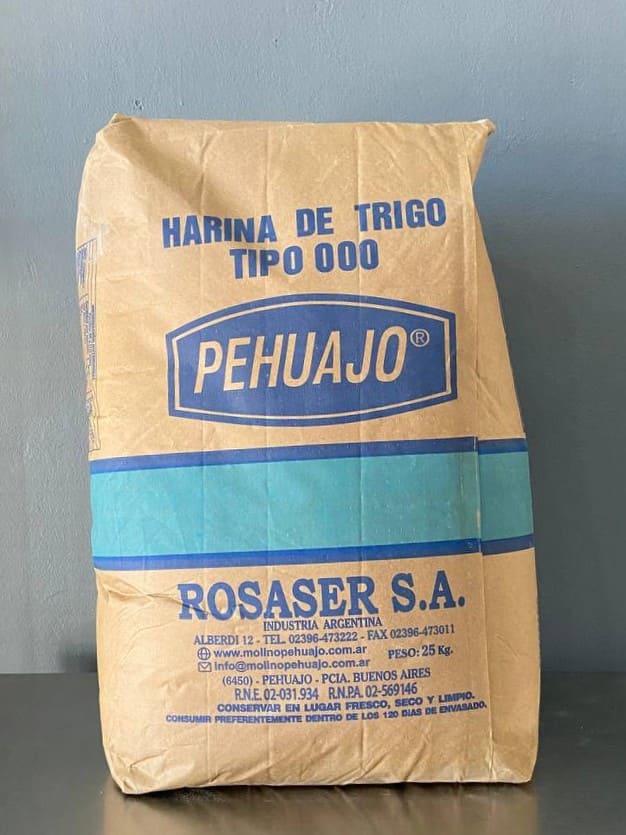 HARINA DE TRIGO
TIPO 000
PEHUAJO®
ROSASER S.A.
INDUSTRIA ARGENTINA
ALBERDI 12 - TEL. 02396-473222 - FAX 02396-473011
www.molinopehuajo.com.ar
PESO: 25 Kg.
info@molinopehuajo.com.ar
(6450) - PEHUAJO - PCIA. BUENOS AIRES
R.N.E. 02-031.934 R.N.P.A. 02-569146
CONSERVAR EN LUGAR FRESCO, SECO Y LIMPIO.
CONSUMIR PREFERENTEMENTE DENTRO DE LOS 120 DIAS DE ENVASADO.